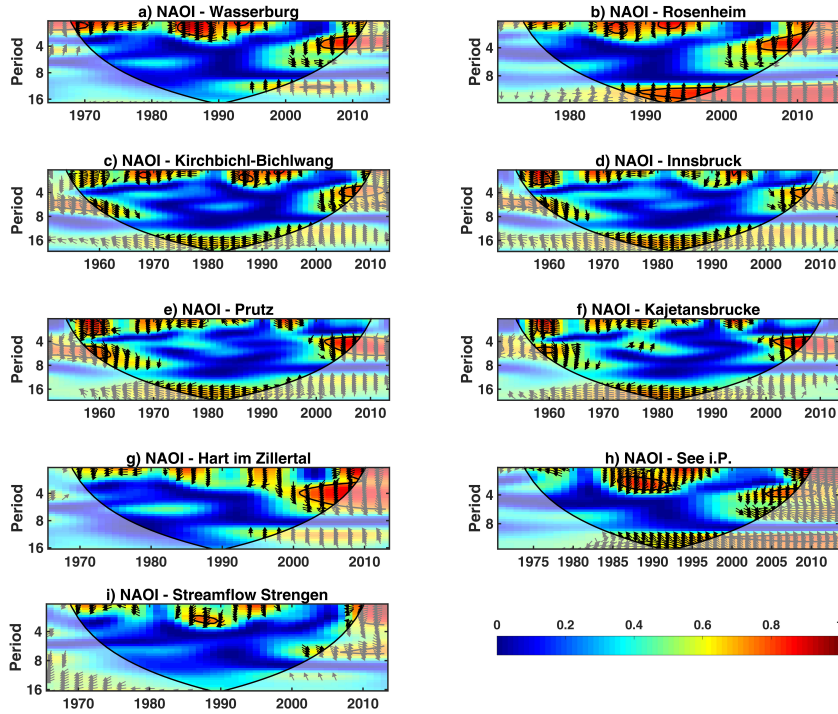 a) NAOI - Wasserburg
Period
4
8
16
1970 1980 1990 2000 2010
b) NAOI - Rosenheim
4
8
1980 1990 2000 2010
c) NAOI - Kirchbichl-Bichlwang
Period
4
8
16
1960 1970 1980 1990 2000 2010
d) NAOI - Innsbruck
4
8
16
1960 1970 1980 1990 2000 2010
e) NAOI - Prutz
Period
4
8
16
1960 1970 1980 1990 2000 2010
f) NAOI - Kajetansbrucke
4
8
16
1960 1970 1980 1990 2000 2010
g) NAOI - Hart im Zillertal
Period
4
8
16
1970 1980 1990 2000 2010
h) NAOI - See i.P.
4
8
1975 1980 1985 1990 1995 2000 2005 2010
i) NAOI - Streamflow Strengen
Period
4
8
16
1970 1980 1990 2000 2010
0 0.2 0.4 0.6 0.8